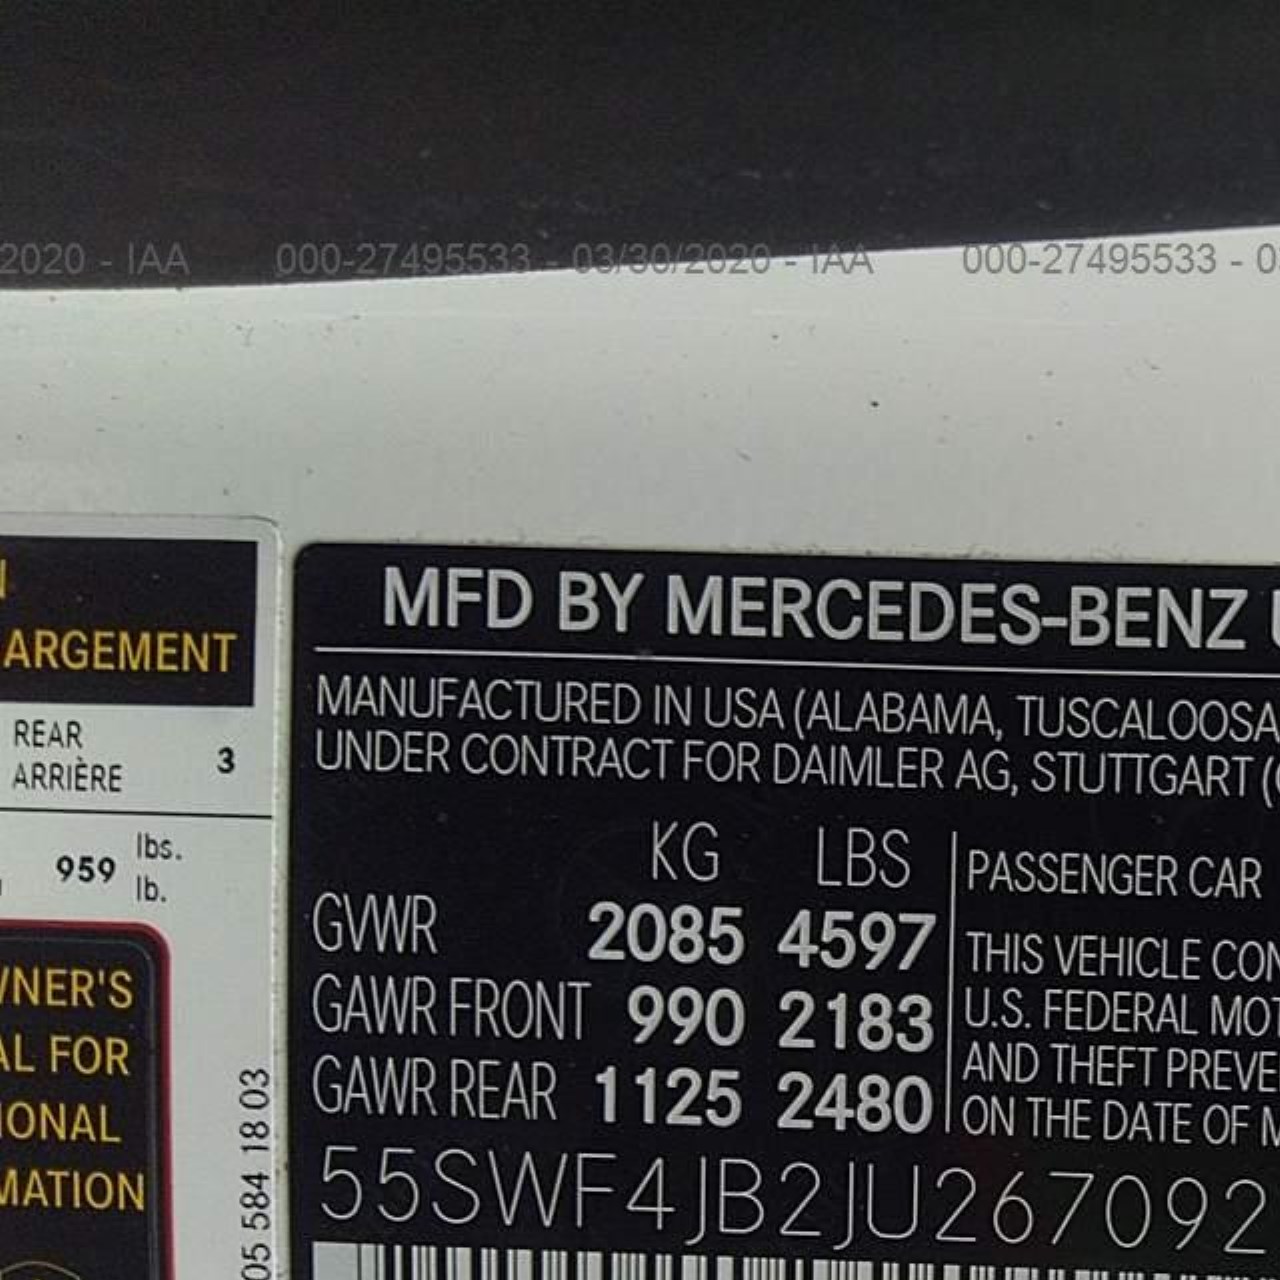 2020 - IAA 000-27495533 - 03/30/2020 - IAA 000-27495533 - 0
ARGEMENT
REAR
ARRIÈRE 3
959 lbs.
lb.
WNER'S
AL FOR
IONAL
MATION
05 584 18 03
MFD BY MERCEDES-BENZ U
MANUFACTURED IN USA (ALABAMA, TUSCALOOSA
UNDER CONTRACT FOR DAIMLER AG, STUTTGART (
KG LBS
GVWR 2085 4597
GAWR FRONT 990 2183
GAWR REAR 1125 2480
PASSENGER CAR
THIS VEHICLE CON
U.S. FEDERAL MOT
AND THEFT PREVE
ON THE DATE OF M
55SWF4JB2JU267092